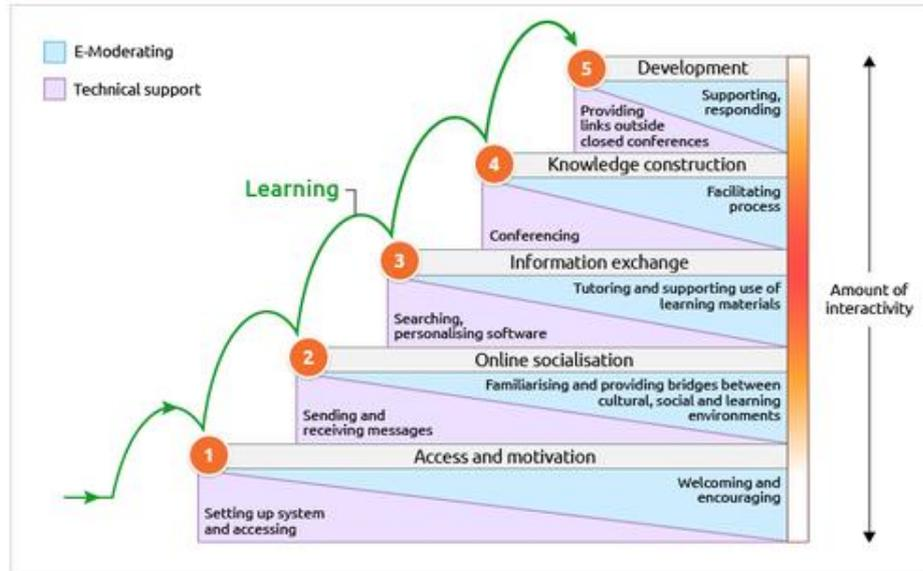 E-Moderating
Technical support
Learning
5
Development
Supporting,
responding
Providing
links outside
closed conferences
4
Knowledge construction
Facilitating
process
Conferencing
3
Information exchange
Tutoring and supporting use of
learning materials
Searching,
personalising software
Amount of
interactivity
2
Online socialisation
Familiarising and providing bridges between
cultural, social and learning
environments
Sending and
receiving messages
1
Access and motivation
Welcoming and
encouraging
Setting up system
and accessing